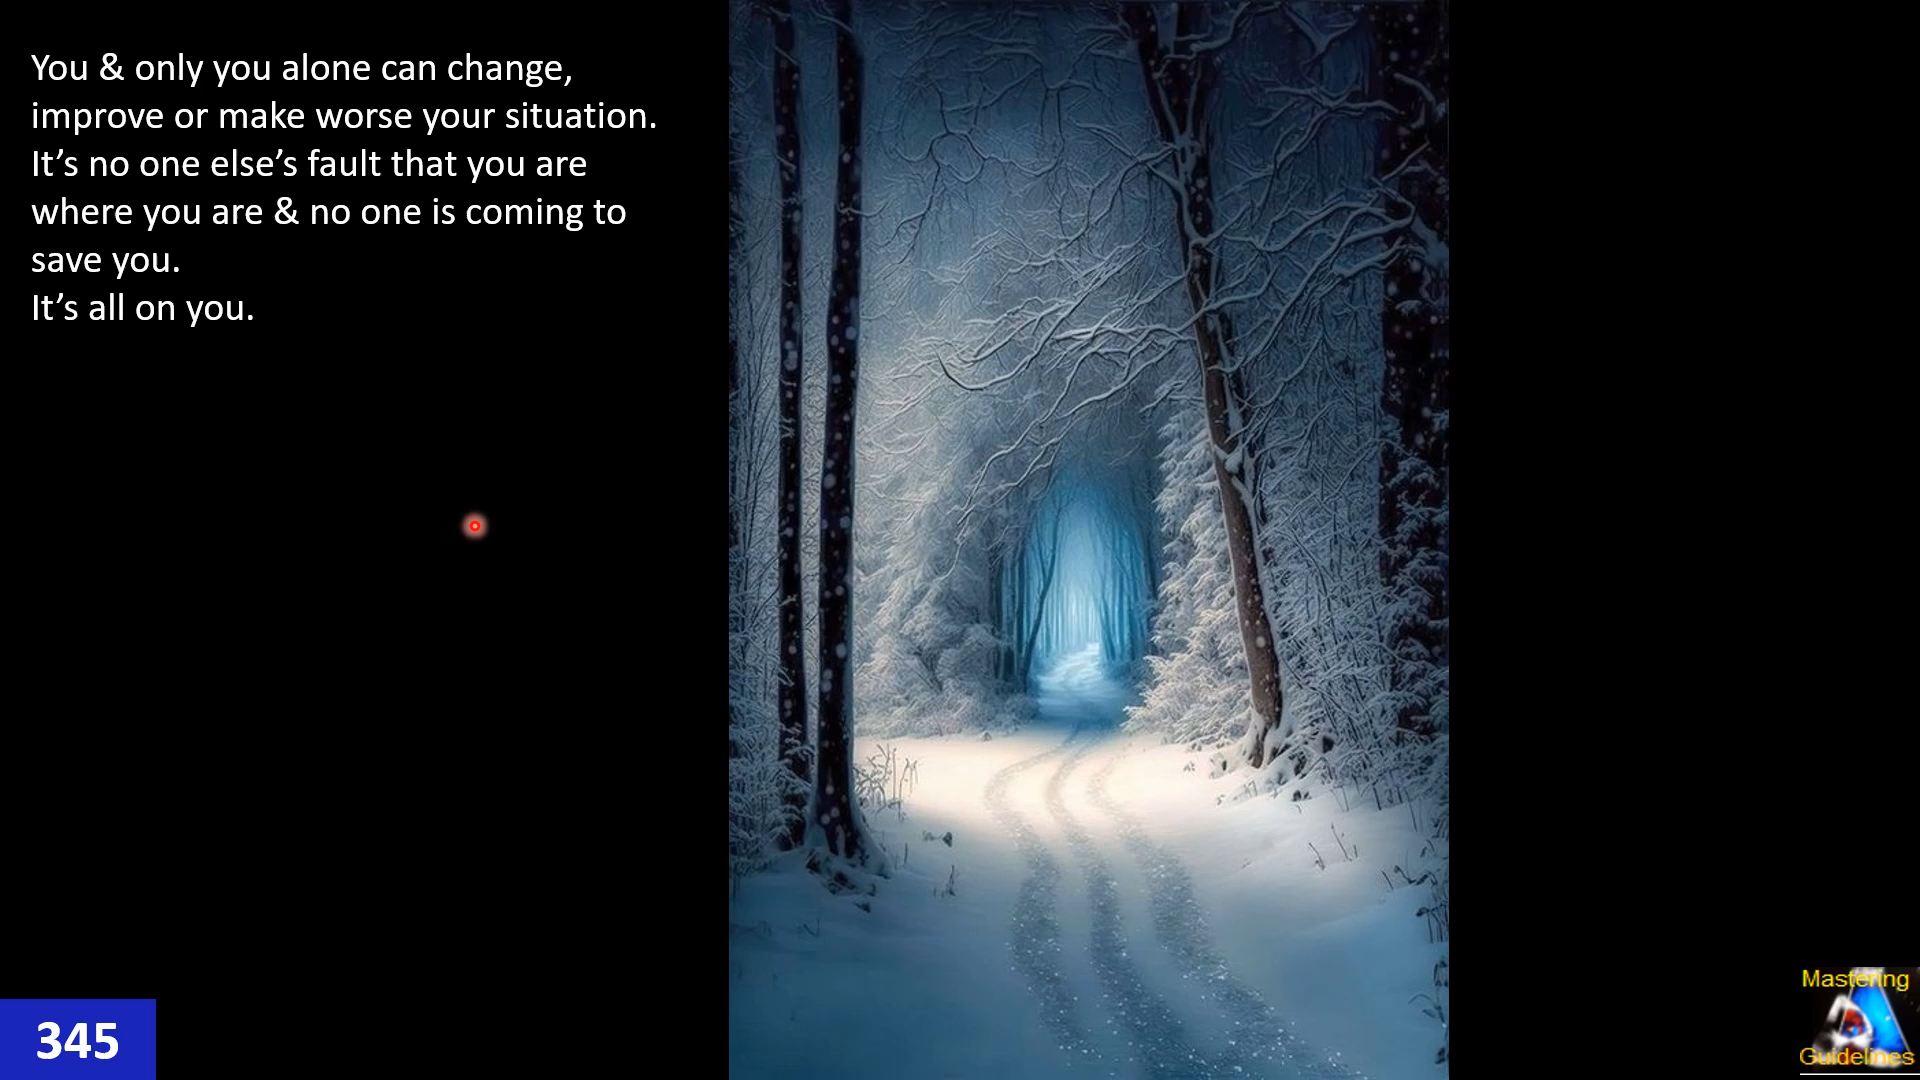 You & only you alone can change,
improve or make worse your situation.
It’s no one else’s fault that you are
where you are & no one is coming to
save you.
It’s all on you.
345
Mastering
Guidelines